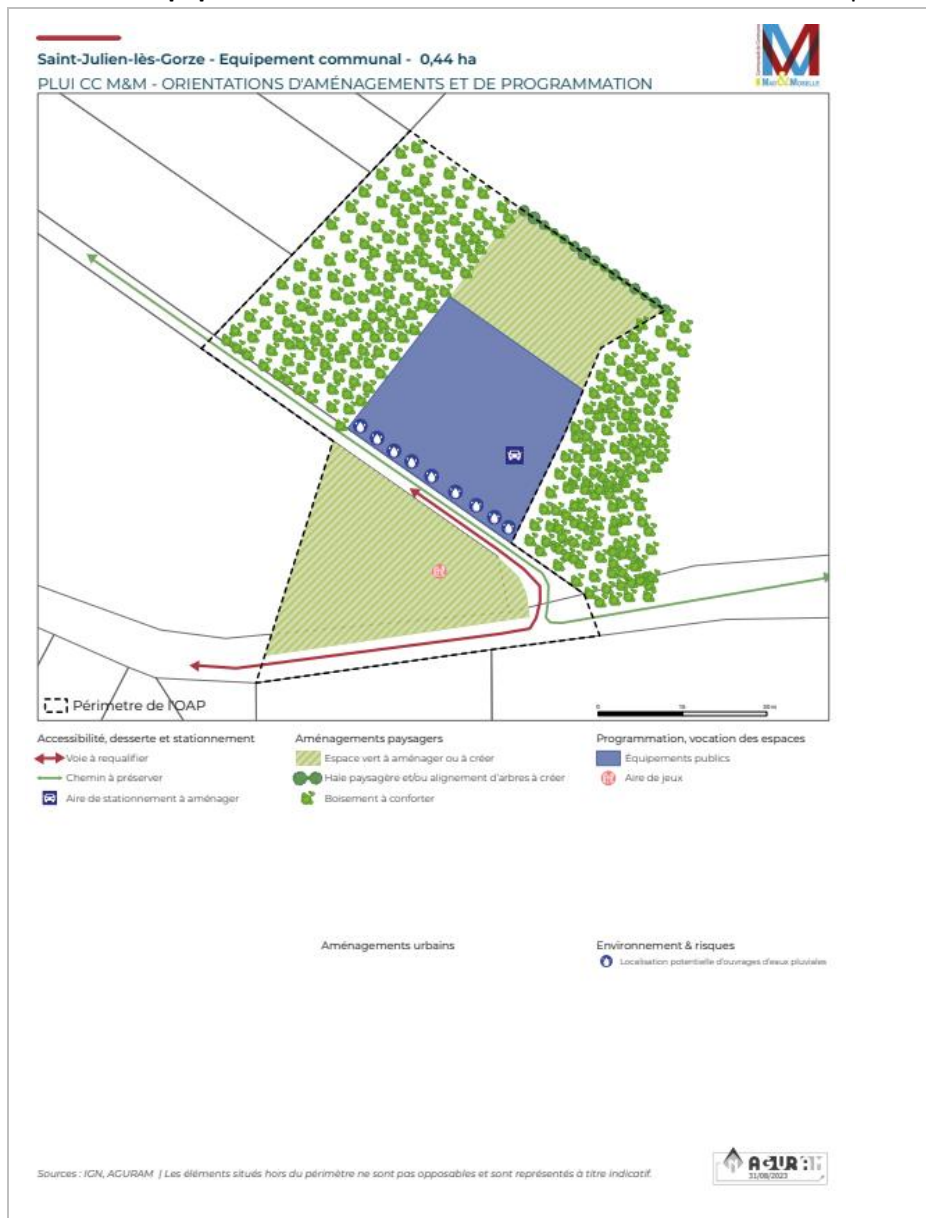 Saint-Julien-lès-Gorze - Equipement communal - 0,44 ha
PLUI CC M&M - ORIENTATIONS D'AMÉNAGEMENTS ET DE PROGRAMMATION
Périmetre de l'OAP
Accessibilité, desserte et stationnement
Voie à requalifier
Chemin à préserver
Aire de stationnement à aménager
Aménagements paysagers
Espace vert à aménager ou à créer
Haie paysagère et/bu alignement d'arbres à créer
Boisement à conforter
Programmation, vocation des espaces
Équipements publics
Aire de jeux
Aménagements urbains
Environnement & risques
Localisation potentielle d'ouvrages d'eaux pluviales
Sources : IGN, AGURAM | Les éléments situés hors du périmètre ne sont pas opposables et sont représentés à titre indicatif.
31/08/2023